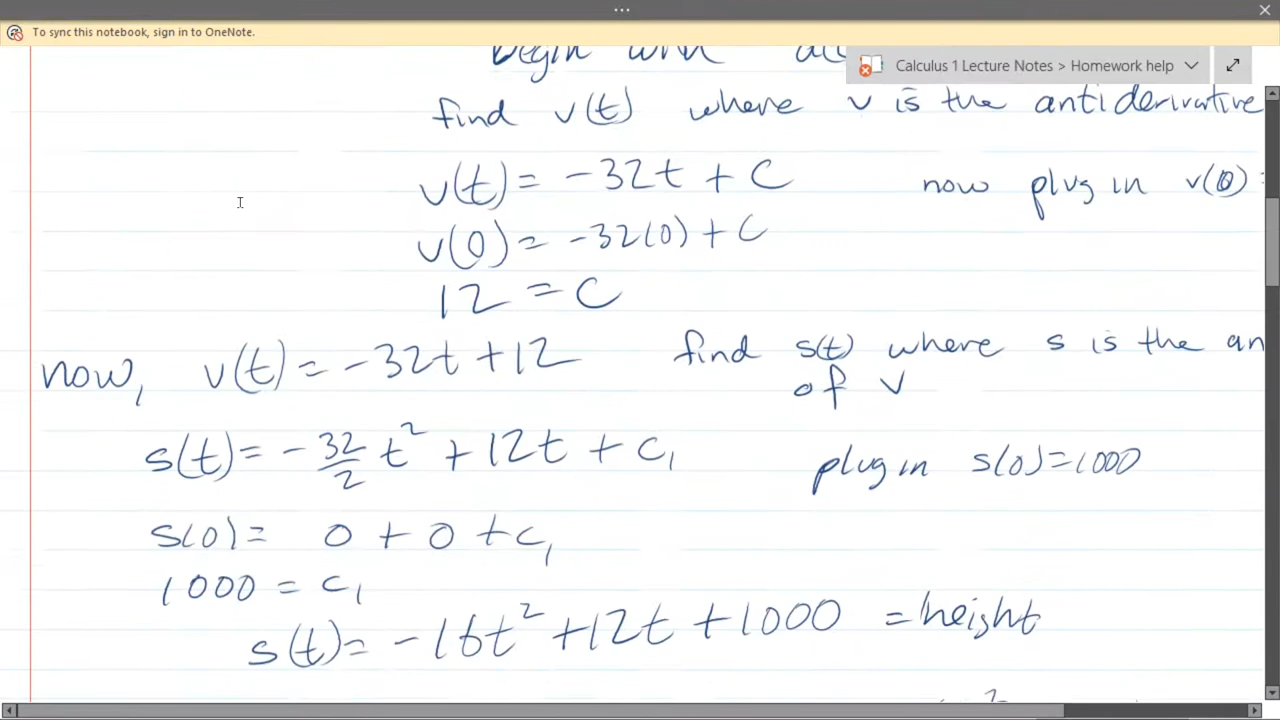 To sync this notebook, sign in to OneNote.
Calculus 1 Lecture Notes > Homework help
begin with
find v(t) where v is the antiderivative
v(t) = -32t + C now plug in v(0) =
v(0) = -32(0) + C
12 = C
now, v(t) = -32t + 12 find s(t) where s is the an
of v
s(t) = -32/2 t² + 12t + C₁ plug in s(0)=1000
s(0) = 0 + 0 + C₁
1000 = C₁
s(t) = -16t² + 12t + 1000 = height